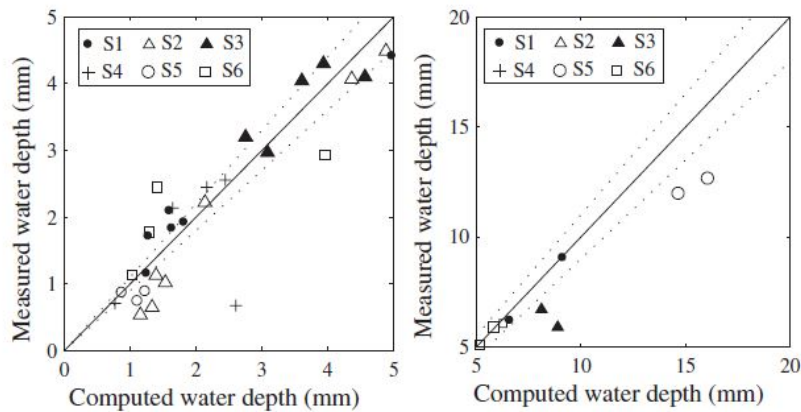 5
4
3
2
1
0
0 1 2 3 4 5
S1 S2 S3
S4 S5 S6
Measured water depth (mm)
Computed water depth (mm)
20
15
10
5
5 10 15 20
S1 S2 S3
S4 S5 S6
Measured water depth (mm)
Computed water depth (mm)